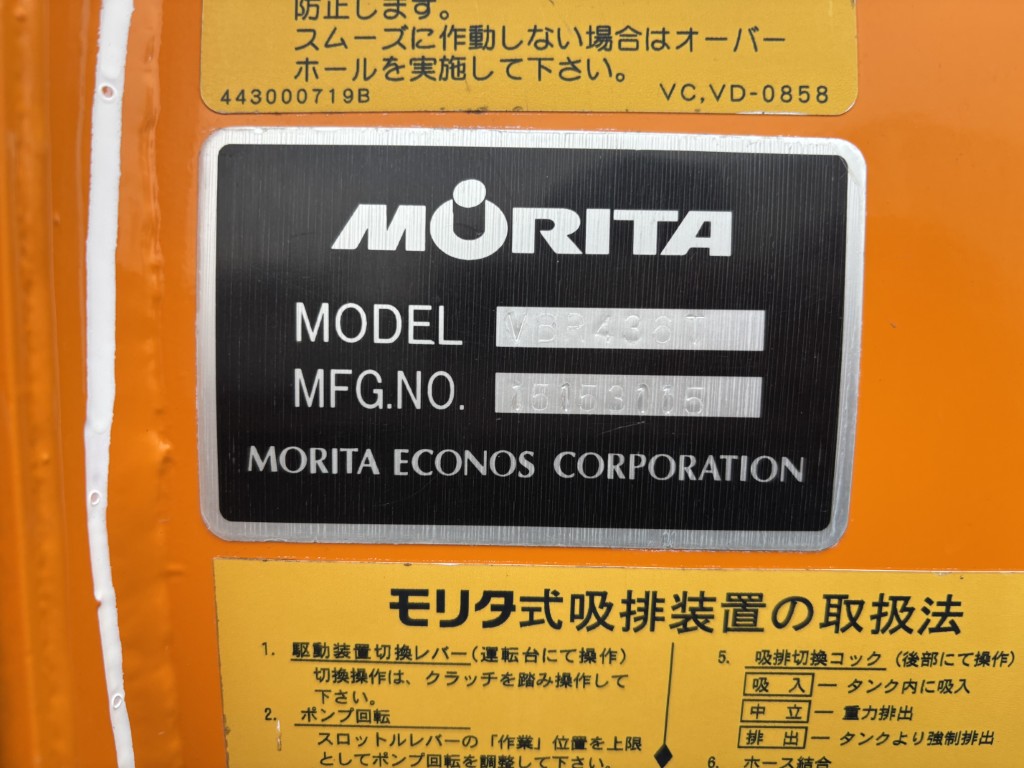 防止します。
スムーズに作動しない場合はオーバー
ホールを実施して下さい。
443000719B
VC,VD-0858
MORITA
MODEL
MFG.NO. 15153115
MORITA ECONOS CORPORATION
モリタ式吸排装置の取扱法
1. 駆動装置切換レバー(運転台にて操作)
切換操作は、クラッチを踏み操作して
下さい。
2. ポンプ回転
スロットルレバーの「作業」位置を上限
としてポンプ回転を調整して下さい。
5. 吸排切換コック (後部にて操作)
吸 入 ─ タンク内に吸入
中 立 ─ 重力排出
排 出 ─ タンクより強制排出
6. ホース結合